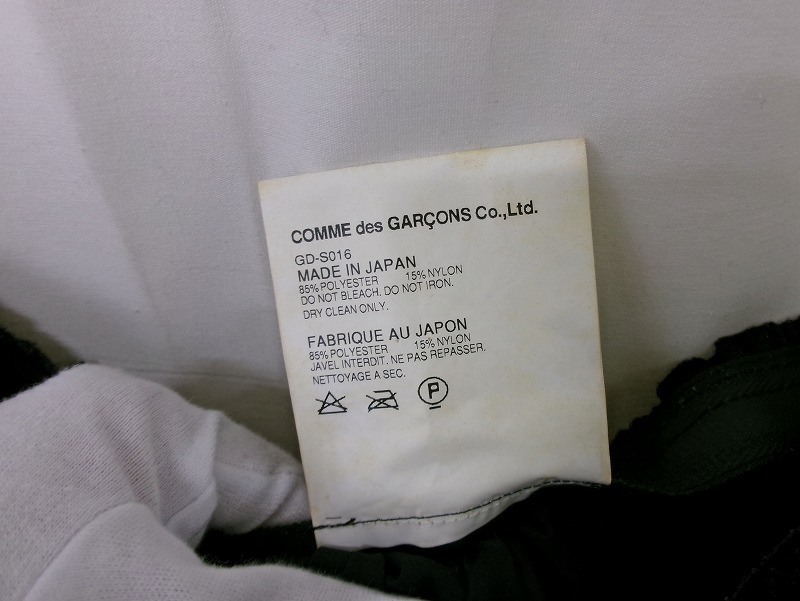 COMME des GARÇONS Co.,Ltd.
GD-S016
MADE IN JAPAN
85% POLYESTER 15% NYLON
DO NOT BLEACH. DO NOT IRON.
DRY CLEAN ONLY.
FABRIQUE AU JAPON
85% POLYESTER 15% NYLON
JAVEL INTERDIT. NE PAS REPASSER.
NETTOYAGE A SEC.
P